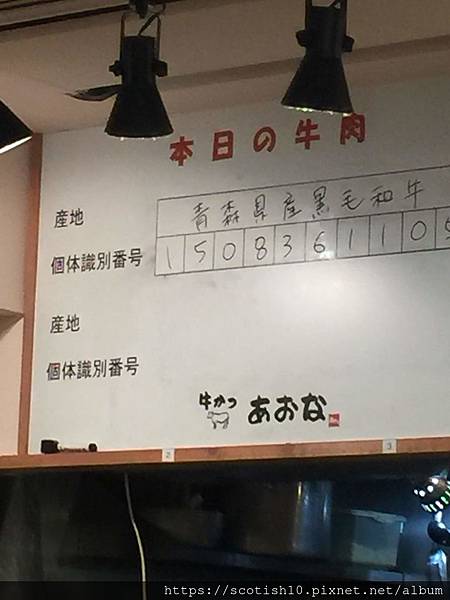 本日の牛肉
産地 青森県産黒毛和牛
個体識別番号 150836110
産地
個体識別番号
牛かつ あおな
2 3
https://scotish10.pixnet.net/album